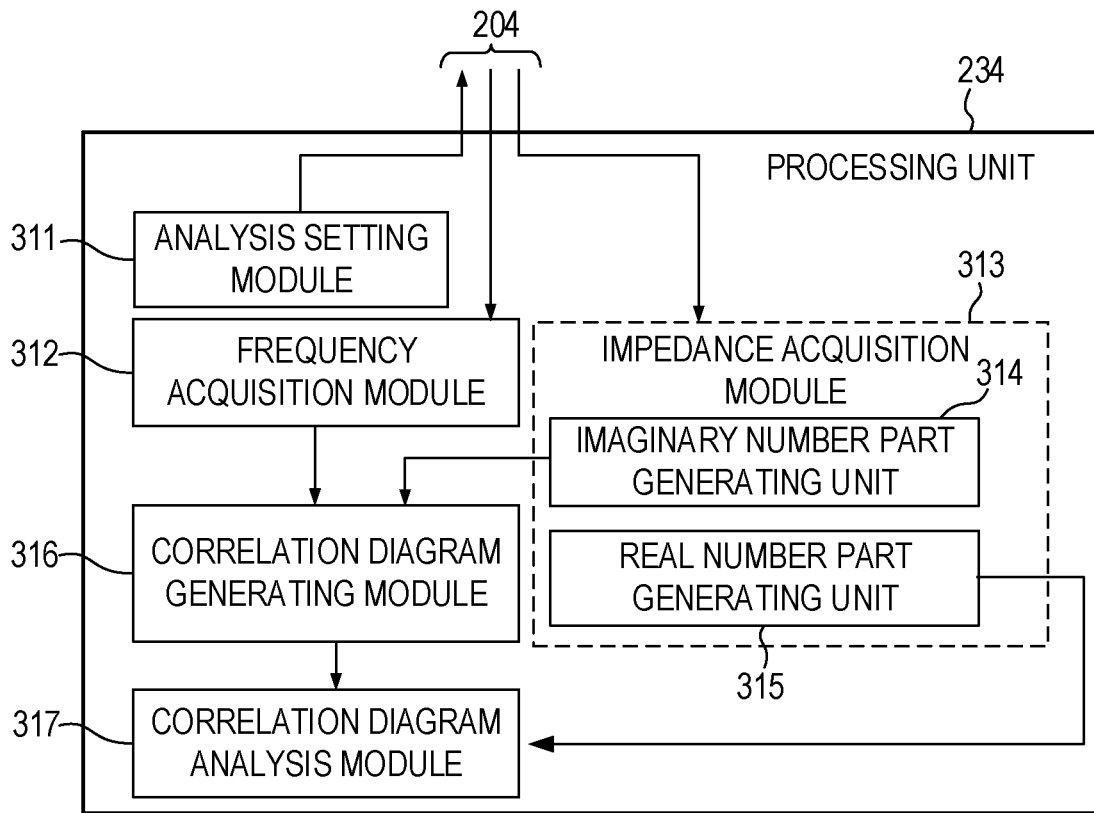 204
234
PROCESSING UNIT
311
ANALYSIS SETTING
MODULE
312
FREQUENCY
ACQUISITION MODULE
313
IMPEDANCE ACQUISITION
MODULE
314
IMAGINARY NUMBER PART
GENERATING UNIT
316
CORRELATION DIAGRAM
GENERATING MODULE
REAL NUMBER PART
GENERATING UNIT
315
317
CORRELATION DIAGRAM
ANALYSIS MODULE